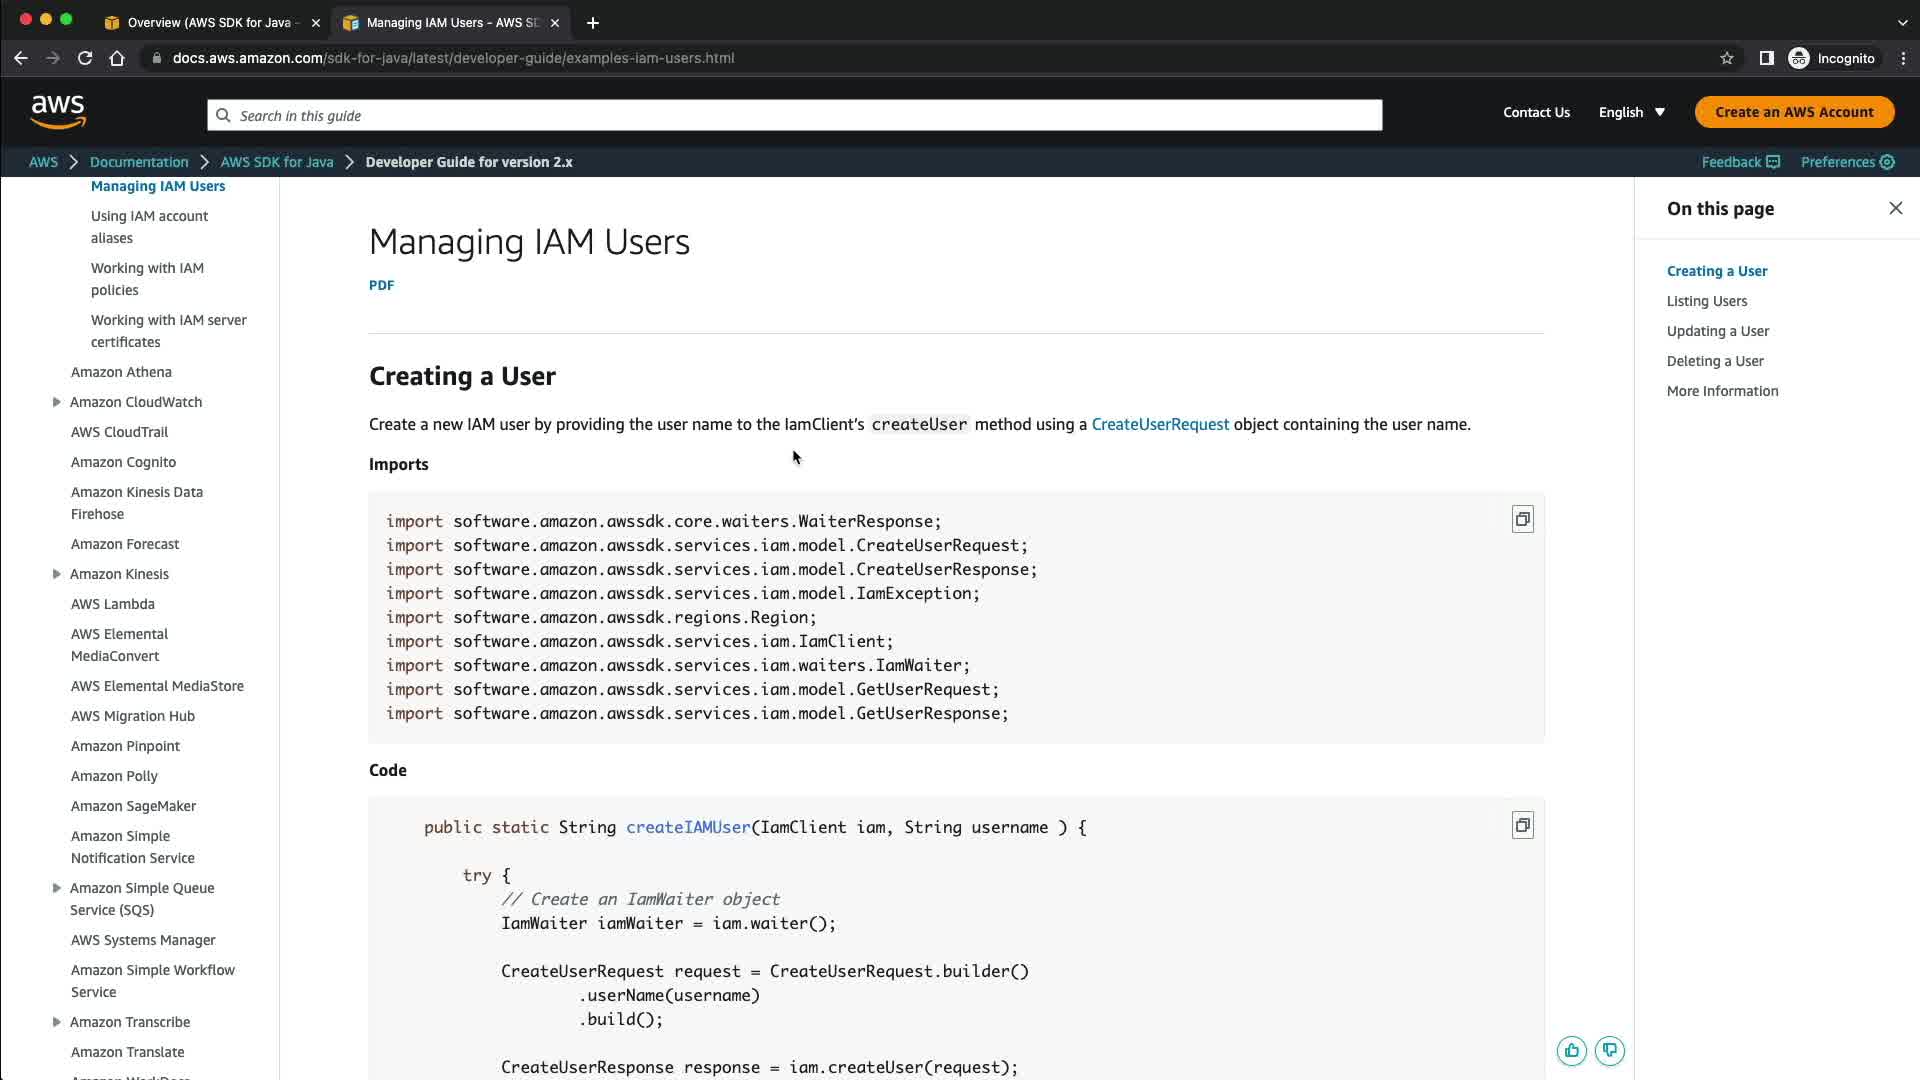 Overview (AWS SDK for Java -
Managing IAM Users - AWS SD
docs.aws.amazon.com/sdk-for-java/latest/developer-guide/examples-iam-users.html
Incognito
aws
Search in this guide
Contact Us
English
Create an AWS Account
AWS
Documentation
AWS SDK for Java
Developer Guide for version 2.x
Feedback
Preferences
Managing IAM Users
Using IAM account
aliases
Working with IAM
policies
Working with IAM server
certificates
Amazon Athena
Amazon CloudWatch
AWS CloudTrail
Amazon Cognito
Amazon Kinesis Data
Firehose
Amazon Forecast
Amazon Kinesis
AWS Lambda
AWS Elemental
MediaConvert
AWS Elemental MediaStore
AWS Migration Hub
Amazon Pinpoint
Amazon Polly
Amazon SageMaker
Amazon Simple
Notification Service
Amazon Simple Queue
Service (SQS)
AWS Systems Manager
Amazon Simple Workflow
Service
Amazon Transcribe
Amazon Translate
Managing IAM Users
PDF
Creating a User
Create a new IAM user by providing the user name to the IamClient's createUser method using a CreateUserRequest object containing the user name.
Imports
import software.amazon.awssdk.core.waiters.WaiterResponse;
import software.amazon.awssdk.services.iam.model.CreateUserRequest;
import software.amazon.awssdk.services.iam.model.CreateUserResponse;
import software.amazon.awssdk.services.iam.model.IamException;
import software.amazon.awssdk.regions.Region;
import software.amazon.awssdk.services.iam.IamClient;
import software.amazon.awssdk.services.iam.waiters.IamWaiter;
import software.amazon.awssdk.services.iam.model.GetUserRequest;
import software.amazon.awssdk.services.iam.model.GetUserResponse;
Code
public static String createIAMUser(IamClient iam, String username ) {
try {
// Create an IamWaiter object
IamWaiter iamWaiter = iam.waiter();
CreateUserRequest request = CreateUserRequest.builder()
.userName(username)
.build();
CreateUserResponse response = iam.createUser(request);
On this page
Creating a User
Listing Users
Updating a User
Deleting a User
More Information